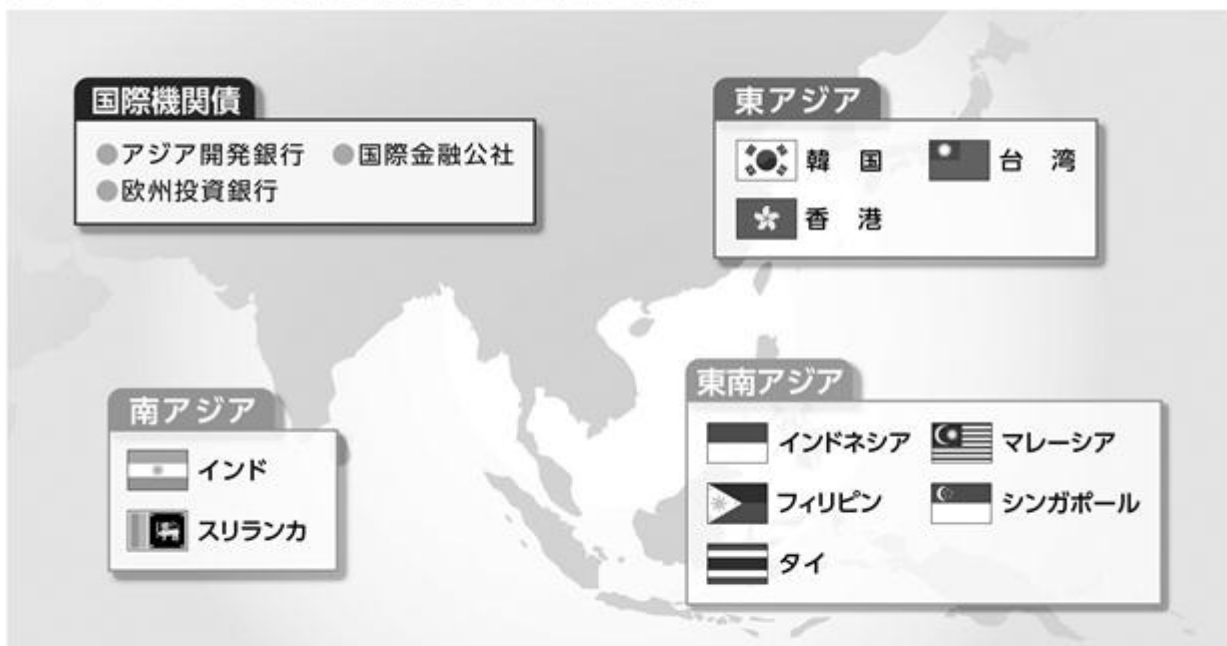 国際機関債
●アジア開発銀行 ●国際金融公社
●欧州投資銀行
東アジア
韓 国 台 湾
香 港
南アジア
インド
スリランカ
東南アジア
インドネシア マレーシア
フィリピン シンガポール
タイ